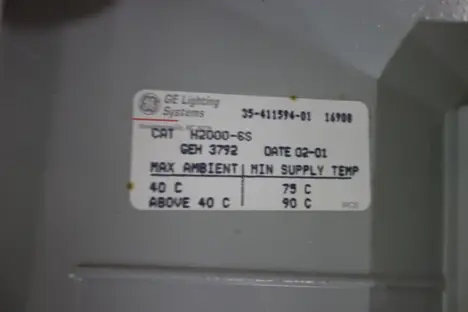 GE Lighting
Systems
35-411594-01 16908
CAT H2000-6S
GEH 3792 DATE 02-01
MAX AMBIENT MIN SUPPLY TEMP
40 C 75 C
ABOVE 40 C 90 C